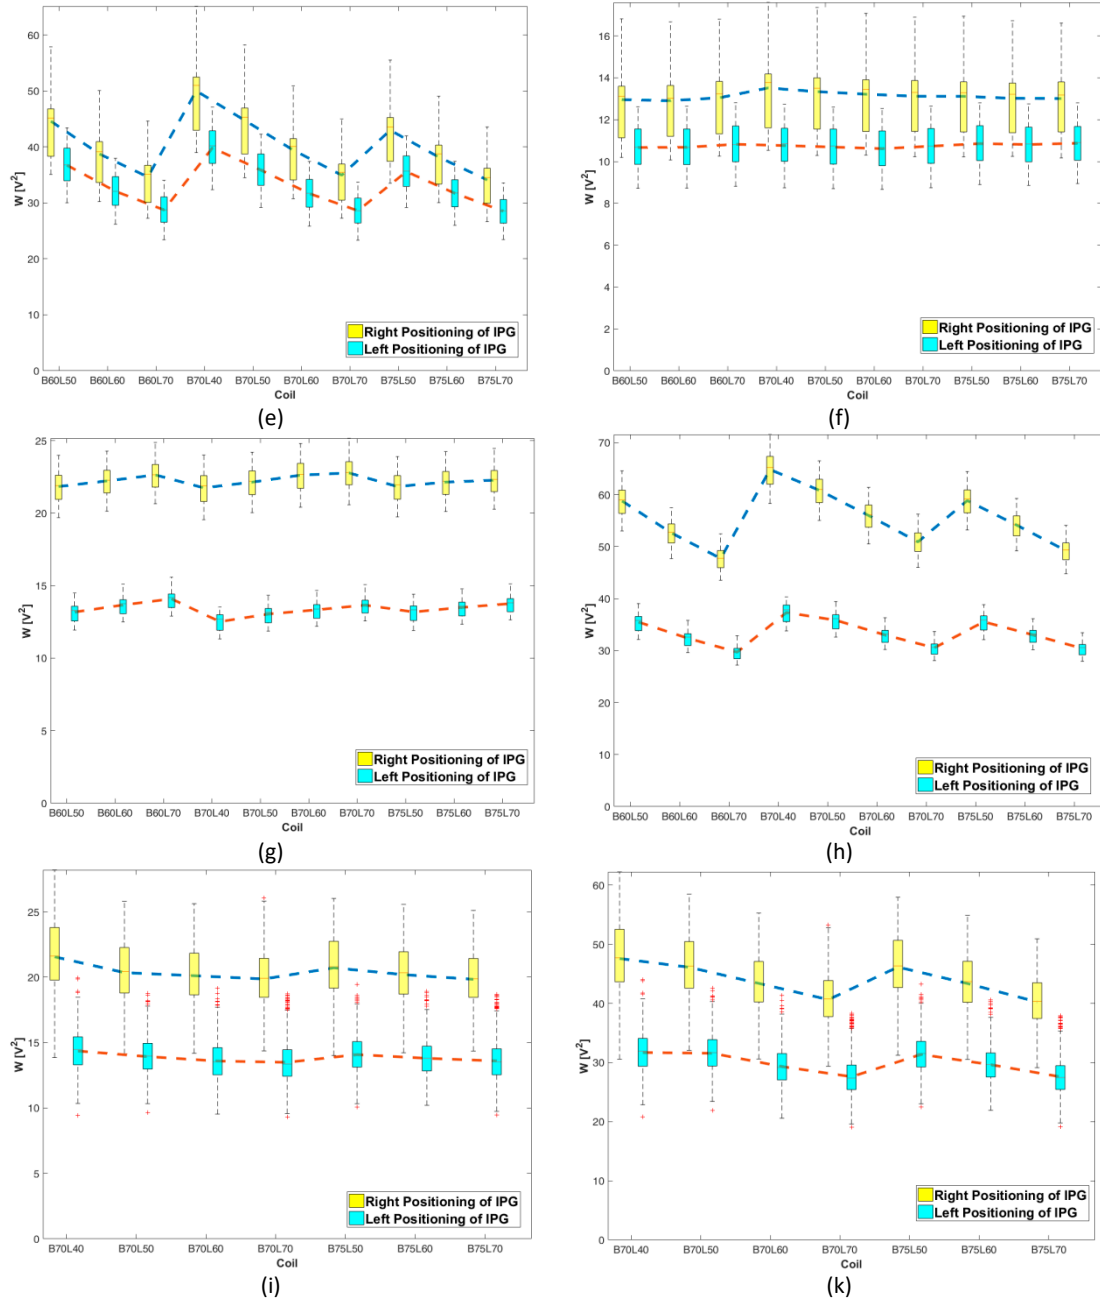 60
50
40
30
20
10
0
W [V²]
Right Positioning of IPG
Left Positioning of IPG
B60L50 B60L60 B60L70 B70L40 B70L50 B70L60 B70L70 B75L50 B75L60 B75L70
Coil
(e)
16
14
12
10
8
6
4
2
0
W [V²]
Right Positioning of IPG
Left Positioning of IPG
B60L50 B60L60 B60L70 B70L40 B70L50 B70L60 B70L70 B75L50 B75L60 B75L70
Coil
(f)
25
20
15
10
5
0
W [V²]
Right Positioning of IPG
Left Positioning of IPG
B60L50 B60L60 B60L70 B70L40 B70L50 B70L60 B70L70 B75L50 B75L60 B75L70
Coil
(g)
70
60
50
40
30
20
10
0
W [V²]
Right Positioning of IPG
Left Positioning of IPG
B60L50 B60L60 B60L70 B70L40 B70L50 B70L60 B70L70 B75L50 B75L60 B75L70
Coil
(h)
25
20
15
10
5
0
W [V²]
Right Positioning of IPG
Left Positioning of IPG
B70L40 B70L50 B70L60 B70L70 B75L50 B75L60 B75L70
Coil
(i)
60
50
40
30
20
10
0
W [V²]
Right Positioning of IPG
Left Positioning of IPG
B70L40 B70L50 B70L60 B70L70 B75L50 B75L60 B75L70
Coil
(k)